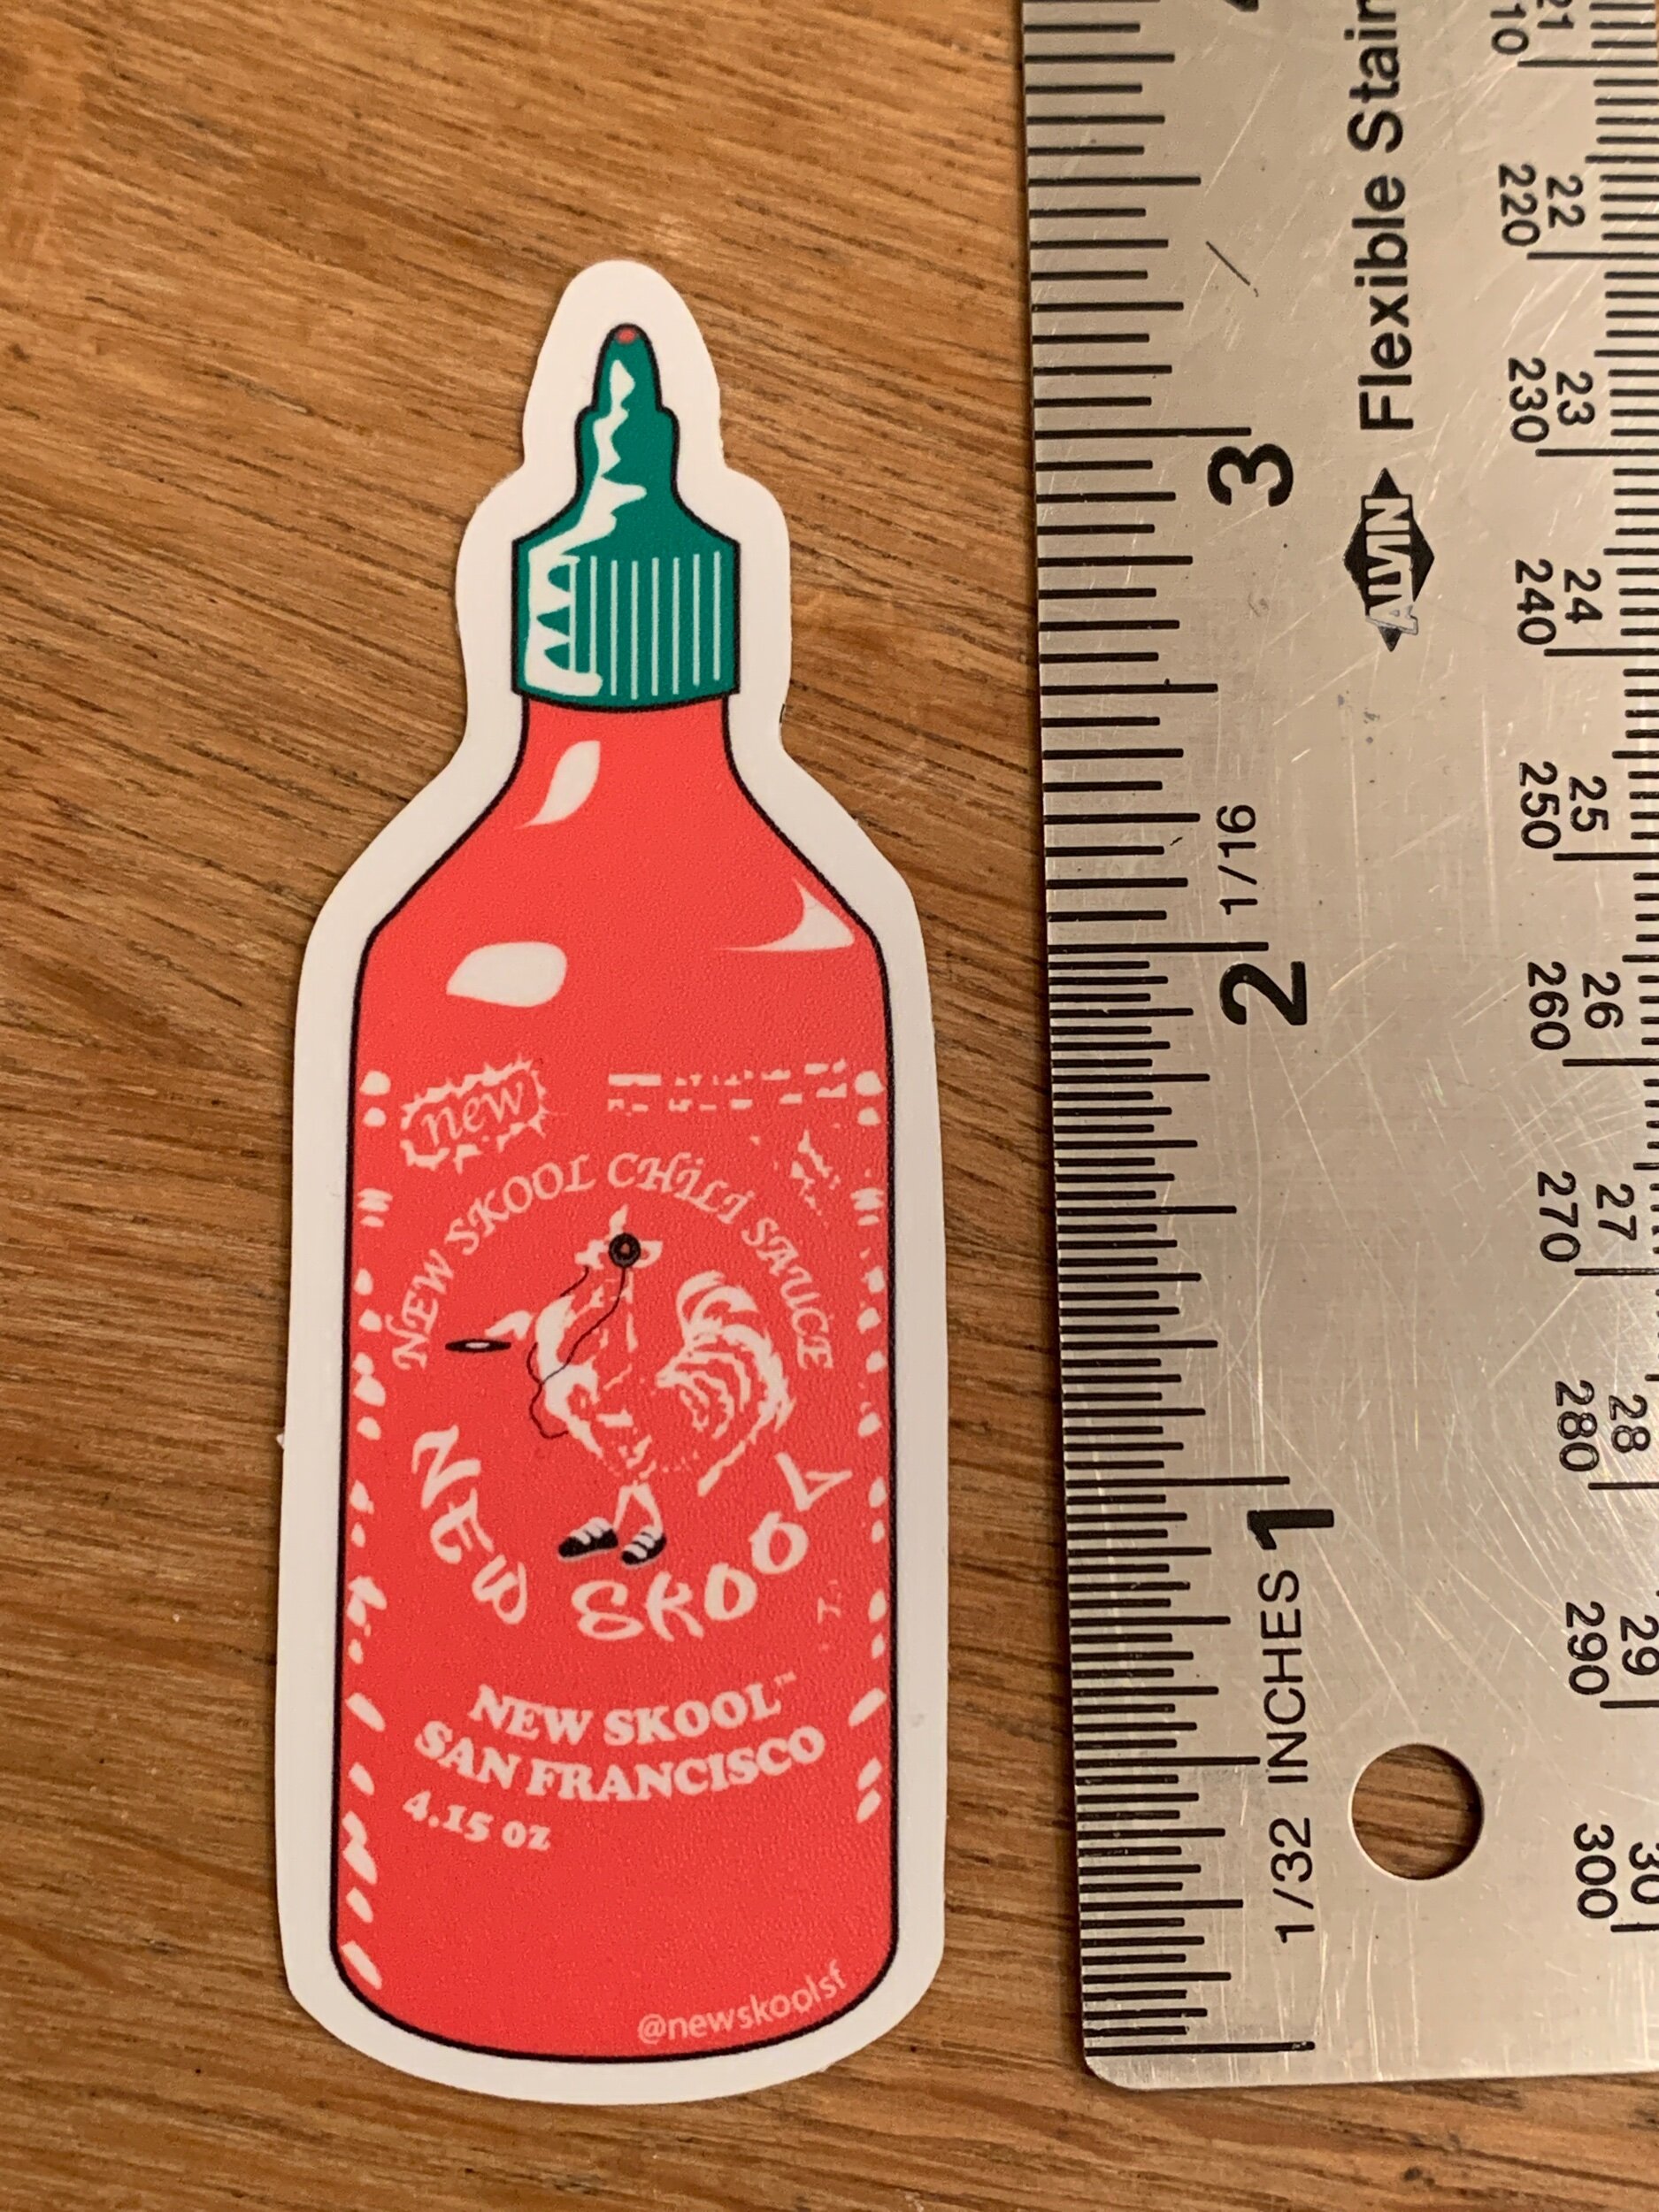 new
NEW SKOOL CHiLi SAUCE
NEW SKOOL
NEW SKOOL™
SAN FRANCISCO
4.15 oz
@newskoolsf
3
2
1/16
1
1/32 INCHES
Flexible Stain
21
10
22
220
23
230
24
240
25
250
26
260
27
270
28
280
29
290
30
300